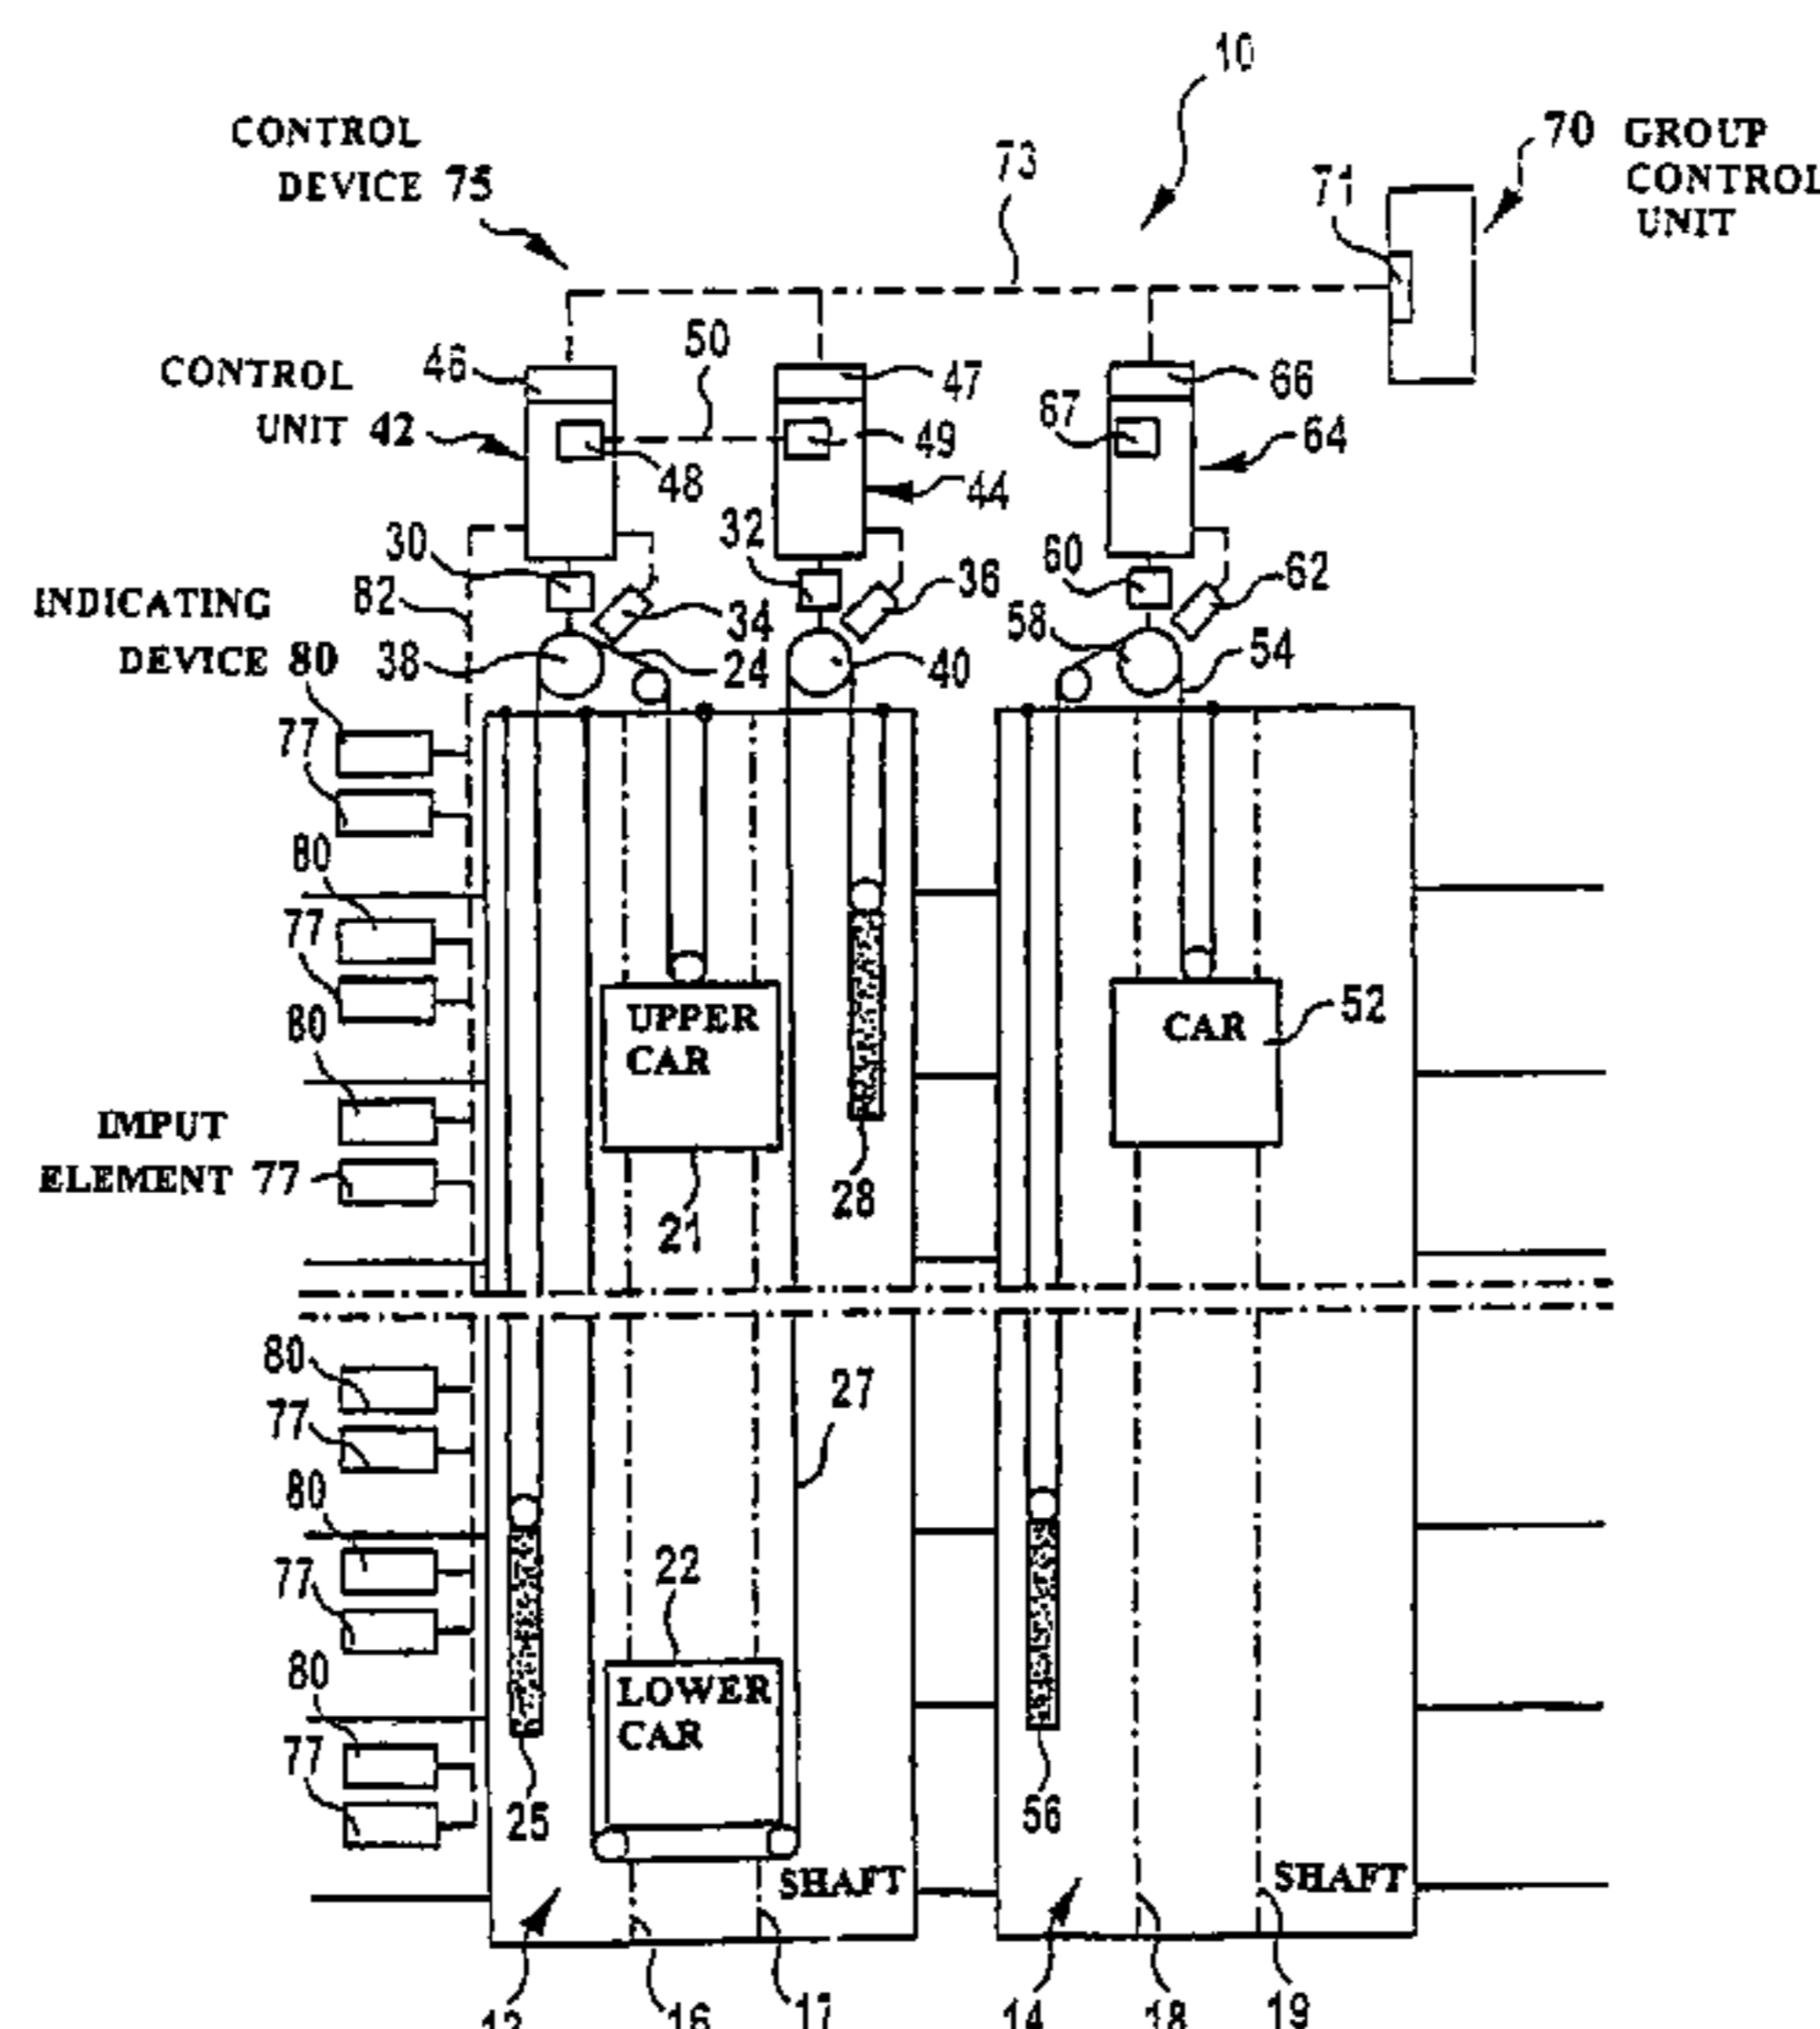 10
CONTROL
DEVICE 75
73
71
70 GROUP
CONTROL
UNIT
CONTROL
UNIT 42
46
50
47
66
67
48
49
64
44
30
32
60
INDICATING
DEVICE 80
82
34
36
62
38
24
40
58
54
77
80
77
UPPER
CAR
CAR
52
80
IMPUT
ELEMENT 77
21
28
80
27
77
80
22
77
80
LOWER
CAR
77
25
56
SHAFT
SHAFT
12
16
17
14
18
19